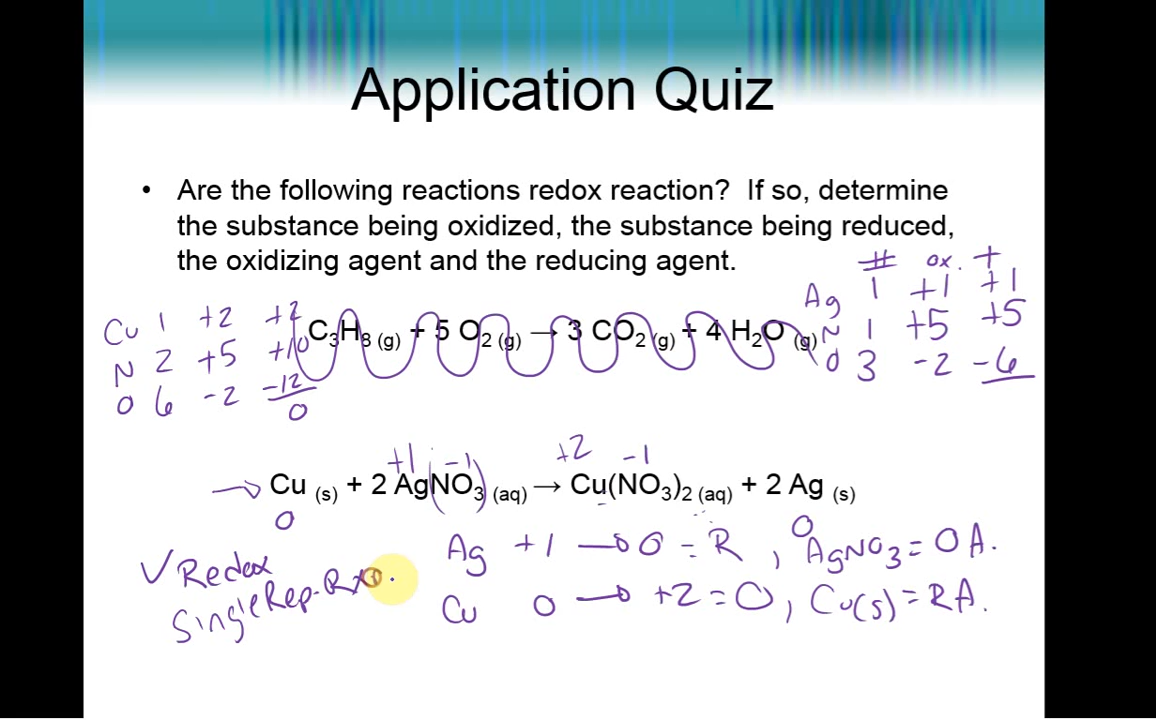 Application Quiz
• Are the following reactions redox reaction? If so, determine
the substance being oxidized, the substance being reduced,
the oxidizing agent and the reducing agent.
# ox. +
Ag 1 +1 +1
N 1 +5 +5
O 3 -2 -6
Cu 1 +2 +2
N 2 +5 +10
O 6 -2 -12
0
C3H8 (g) + 5 O2 (g) → 3 CO2 (g) + 4 H2O (g)
+1 -1 +2 -1
→ Cu (s) + 2 AgNO3 (aq) → Cu(NO3)2 (aq) + 2 Ag (s)
0 0
✓Redox
Single Rep. Rxn.
Ag +1 → 0 = R, AgNO3 = OA.
Cu 0 → +2 = O, Cu(s) = RA.